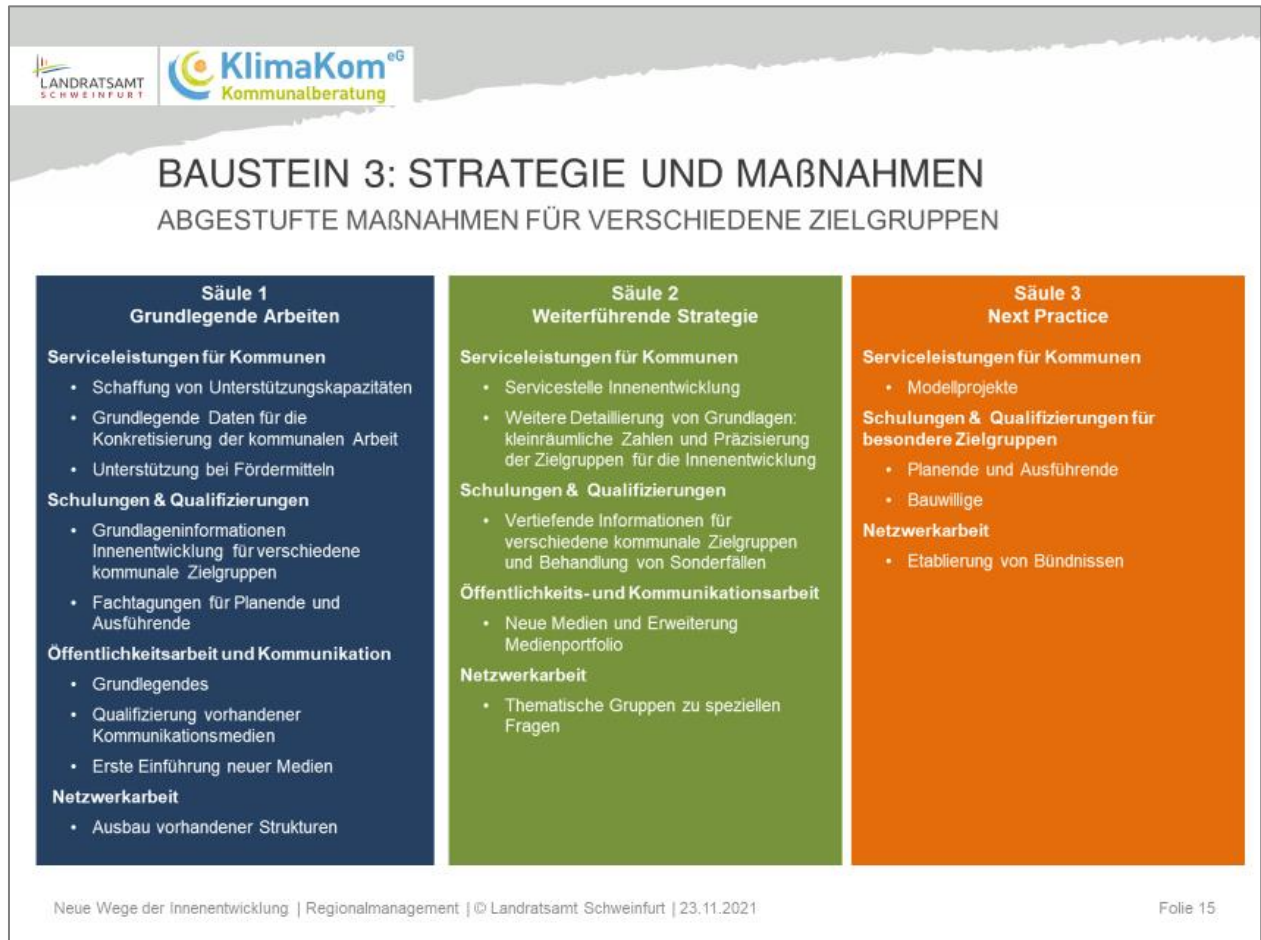 LANDRATSAMT
SCHWEINFURT
KlimaKom eG
Kommunalberatung
BAUSTEIN 3: STRATEGIE UND MAßNAHMEN
ABGESTUFTE MAßNAHMEN FÜR VERSCHIEDENE ZIELGRUPPEN
Säule 1
Grundlegende Arbeiten
Serviceleistungen für Kommunen
• Schaffung von Unterstützungskapazitäten
• Grundlegende Daten für die
Konkretisierung der kommunalen Arbeit
• Unterstützung bei Fördermitteln
Schulungen & Qualifizierungen
• Grundlageninformationen
Innenentwicklung für verschiedene
kommunale Zielgruppen
• Fachtagungen für Planende und
Ausführende
Öffentlichkeitsarbeit und Kommunikation
• Grundlegendes
• Qualifizierung vorhandener
Kommunikationsmedien
• Erste Einführung neuer Medien
Netzwerkarbeit
• Ausbau vorhandener Strukturen
Säule 2
Weiterführende Strategie
Serviceleistungen für Kommunen
• Servicestelle Innenentwicklung
• Weitere Detaillierung von Grundlagen:
kleinräumliche Zahlen und Präzisierung
der Zielgruppen für die Innenentwicklung
Schulungen & Qualifizierungen
• Vertiefende Informationen für
verschiedene kommunale Zielgruppen
und Behandlung von Sonderfällen
Öffentlichkeits- und Kommunikationsarbeit
• Neue Medien und Erweiterung
Medienportfolio
Netzwerkarbeit
• Thematische Gruppen zu speziellen
Fragen
Säule 3
Next Practice
Serviceleistungen für Kommunen
• Modellprojekte
Schulungen & Qualifizierungen für
besondere Zielgruppen
• Planende und Ausführende
• Bauwillige
Netzwerkarbeit
• Etablierung von Bündnissen
Neue Wege der Innenentwicklung | Regionalmanagement | © Landratsamt Schweinfurt | 23.11.2021
Folie 15